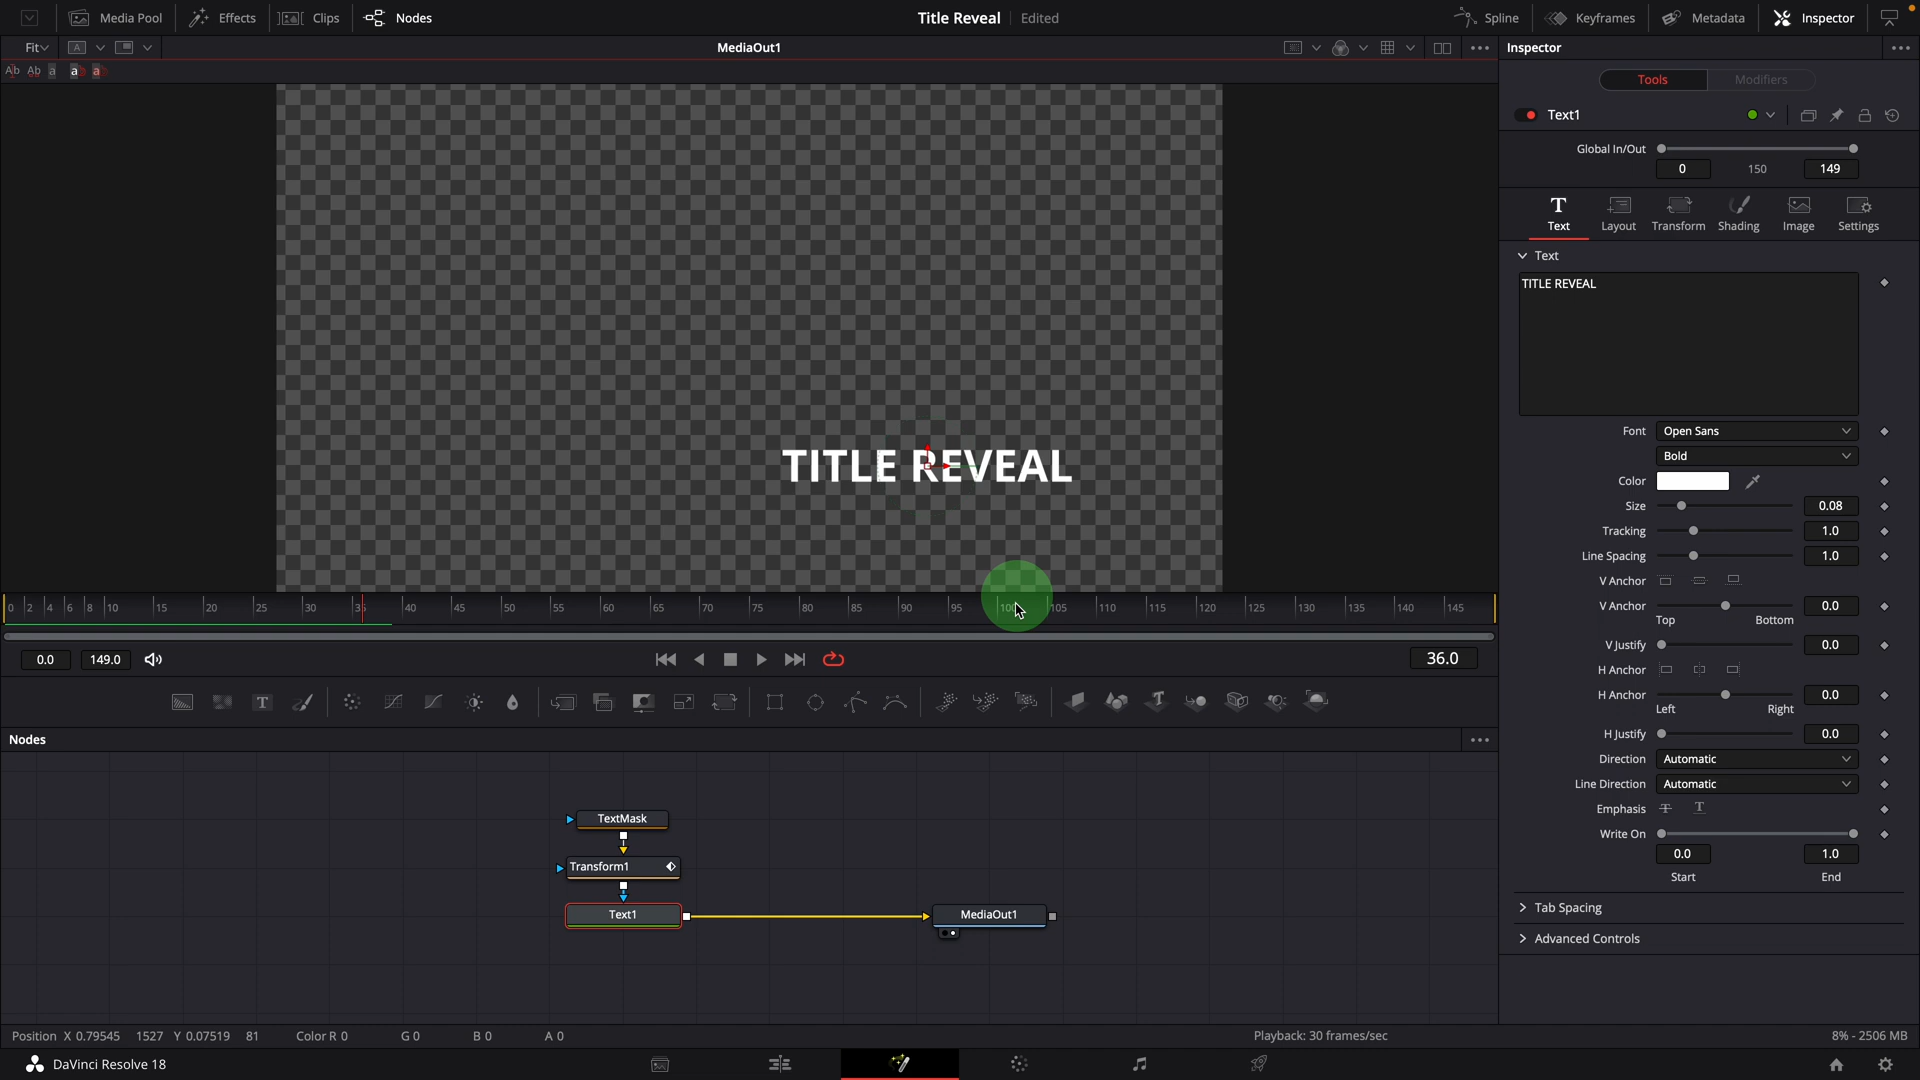 Media Pool Effects Clips Nodes Title Reveal Edited Spline Keyframes Metadata Inspector
Fit A MediaOut1 Inspector
Ab Ab a a a
Tools Modifiers
Text1
Global In/Out
0 150 149
T
Text Layout Transform Shading Image Settings
Text
TITLE REVEAL
TITLE REVEAL
Font Open Sans
Bold
Color
Size 0.08
Tracking 1.0
Line Spacing 1.0
V Anchor
V Anchor 0.0
Top Bottom
V Justify 0.0
H Anchor
H Anchor 0.0
Left Right
H Justify 0.0
Direction Automatic
Line Direction Automatic
Emphasis T T
Write On
0.0 1.0
Start End
Tab Spacing
Advanced Controls
0 2 4 6 8 10 15 20 25 30 35 40 45 50 55 60 65 70 75 80 85 90 95 100 105 110 115 120 125 130 135 140 145
0.0 149.0 36.0
T T
Nodes
TextMask
Transform1
Text1 MediaOut1
Position X 0.79545 1527 Y 0.07519 81 Color R 0 G 0 B 0 A 0 Playback: 30 frames/sec 8% - 2506 MB
DaVinci Resolve 18